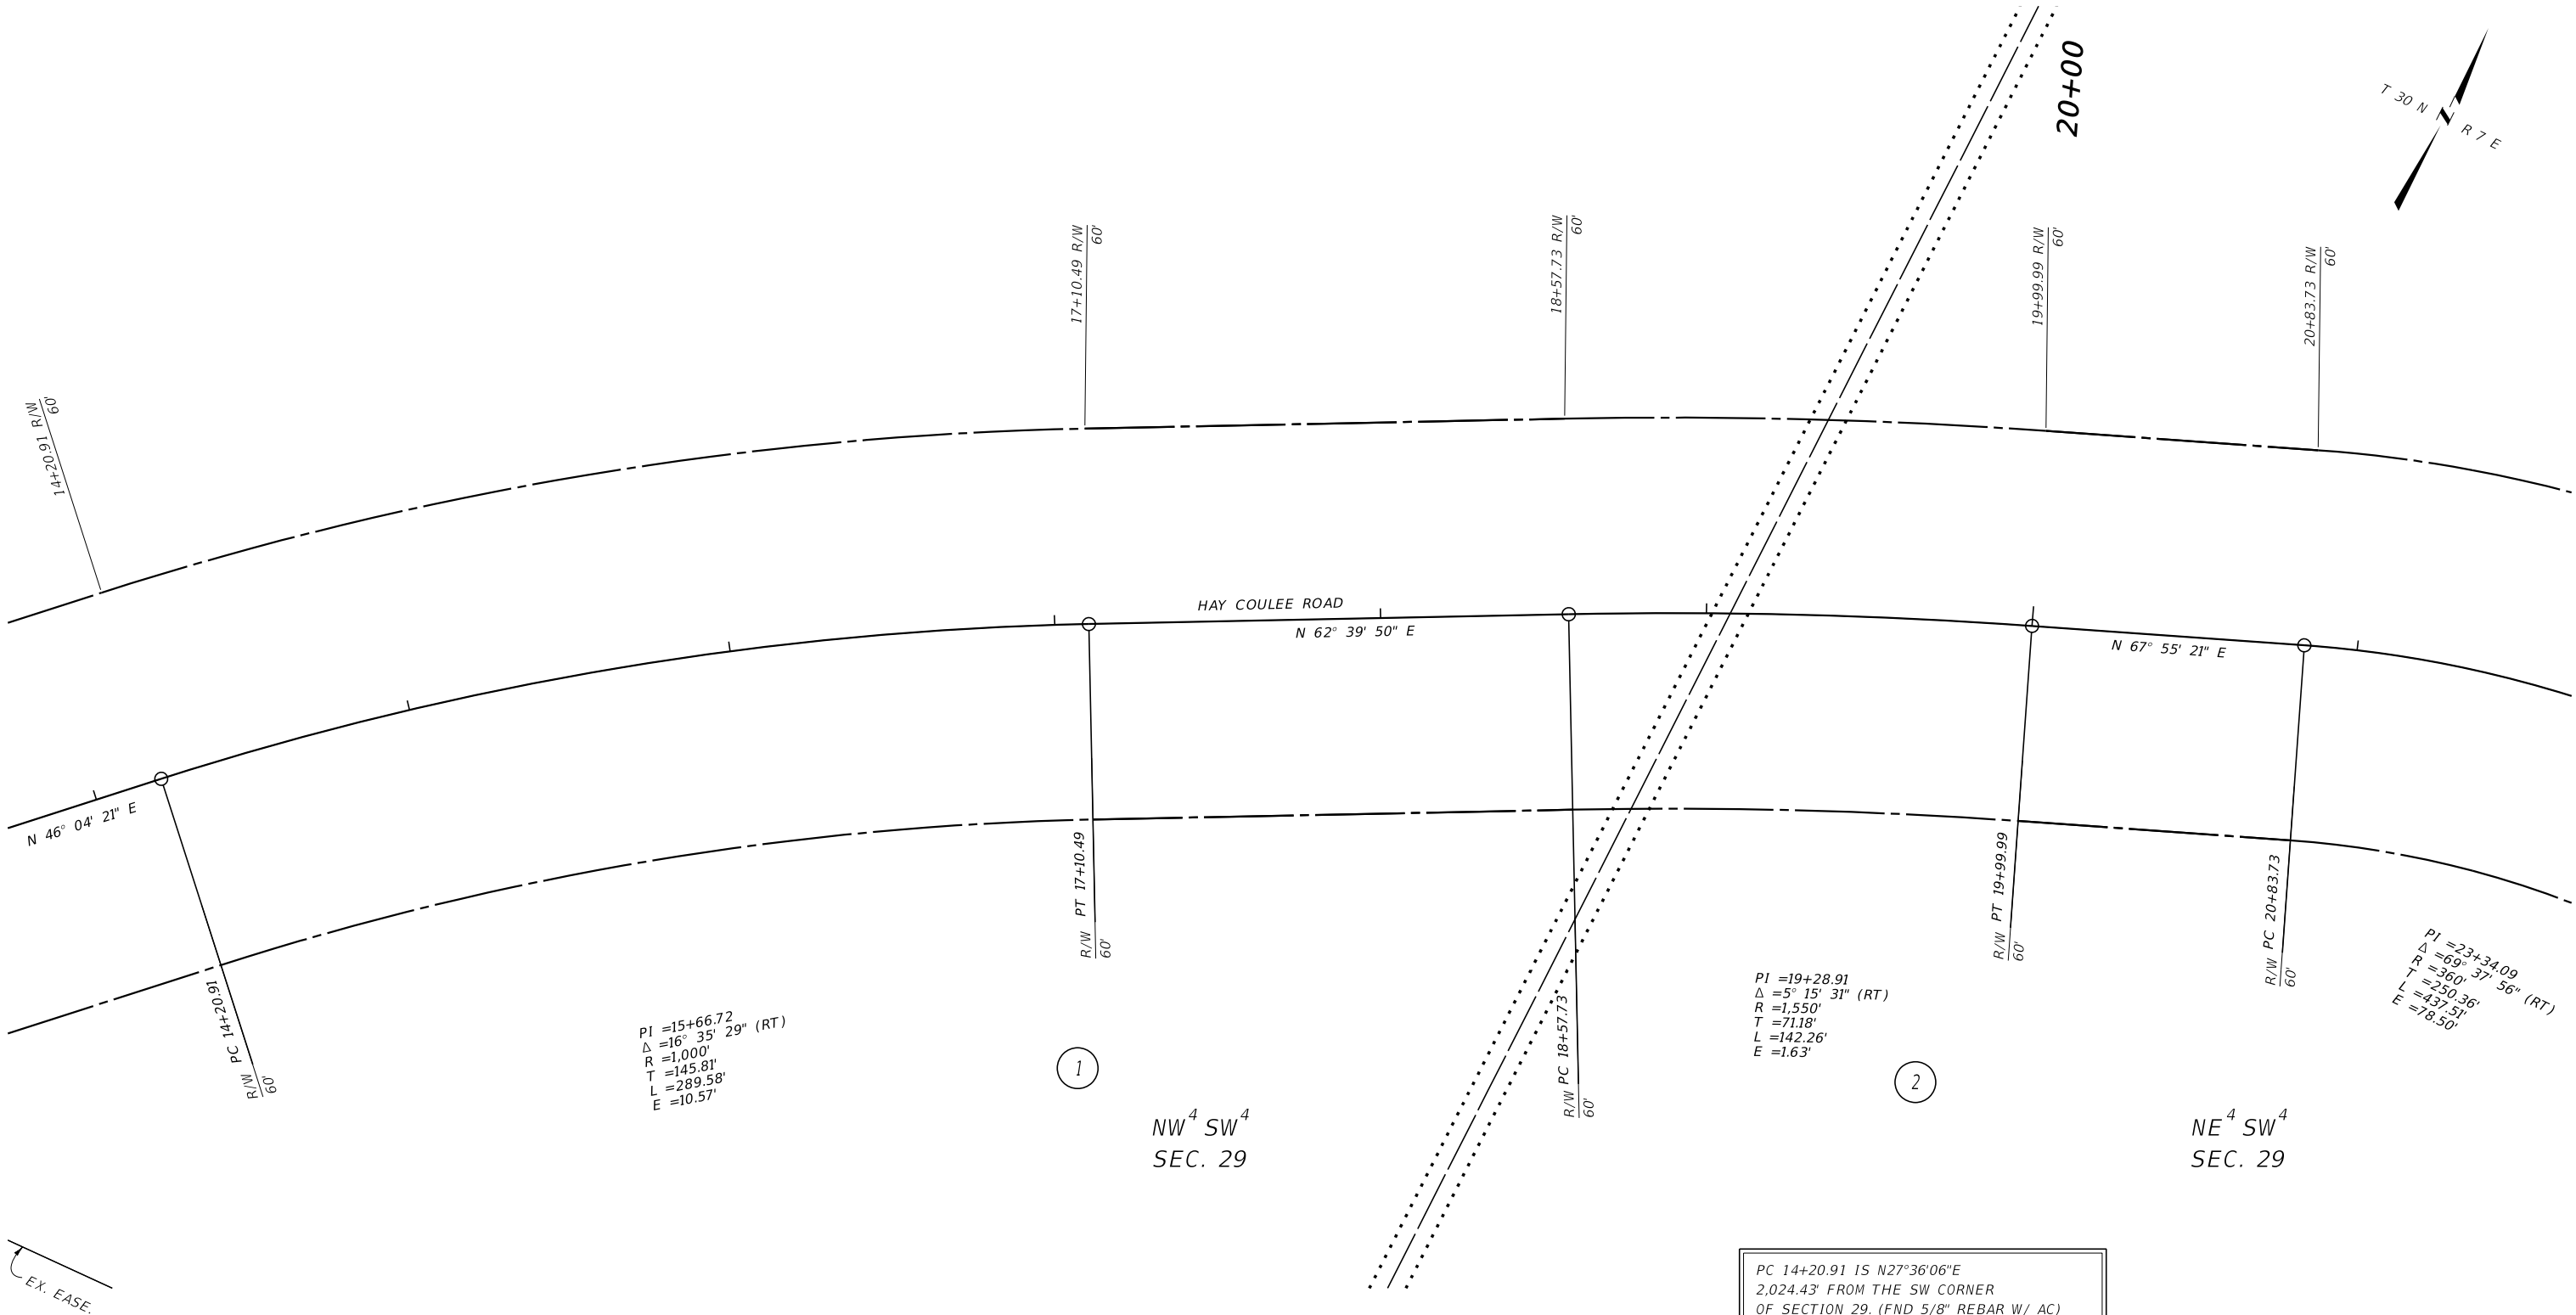 20+00
T 30 N
R 7 E
14+20.91 R/W
60'
17+10.49 R/W
60'
18+57.73 R/W
60'
19+99.99 R/W
60'
20+83.73 R/W
60'
HAY COULEE ROAD
N 46° 04' 21" E
N 62° 39' 50" E
N 67° 55' 21" E
R/W PC 14+20.91
60'
R/W PT 17+10.49
60'
R/W PC 18+57.73
60'
R/W PT 19+99.99
60'
R/W PC 20+83.73
60'
PI =15+66.72
Δ =16° 35' 29" (RT)
R =1,000'
T =145.81'
L =289.58'
E =10.57'
PI =19+28.91
Δ =5° 15' 31" (RT)
R =1,550'
T =71.18'
L =142.26'
E =1.63'
PI =23+34.09
Δ =69° 37' 56" (RT)
R =360'
T =250.36'
L =437.51'
E =78.50'
1
2
NW4 SW4
SEC. 29
NE4 SW4
SEC. 29
EX. EASE.
PC 14+20.91 IS N27°36'06"E
2,024.43' FROM THE SW CORNER
OF SECTION 29. (FND 5/8" REBAR W/ AC)